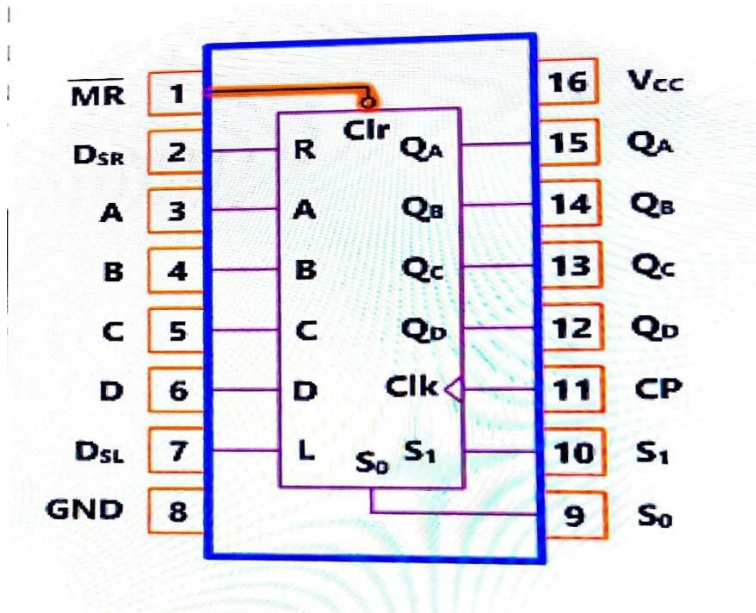 M̅R̅ 1 16 Vcc
Clr
DSR 2 R QA 15 QA
A 3 A QB 14 QB
B 4 B Qc 13 Qc
C 5 C QD 12 QD
D 6 D Clk 11 CP
DSL 7 L S0 S1 10 S1
GND 8 9 S0